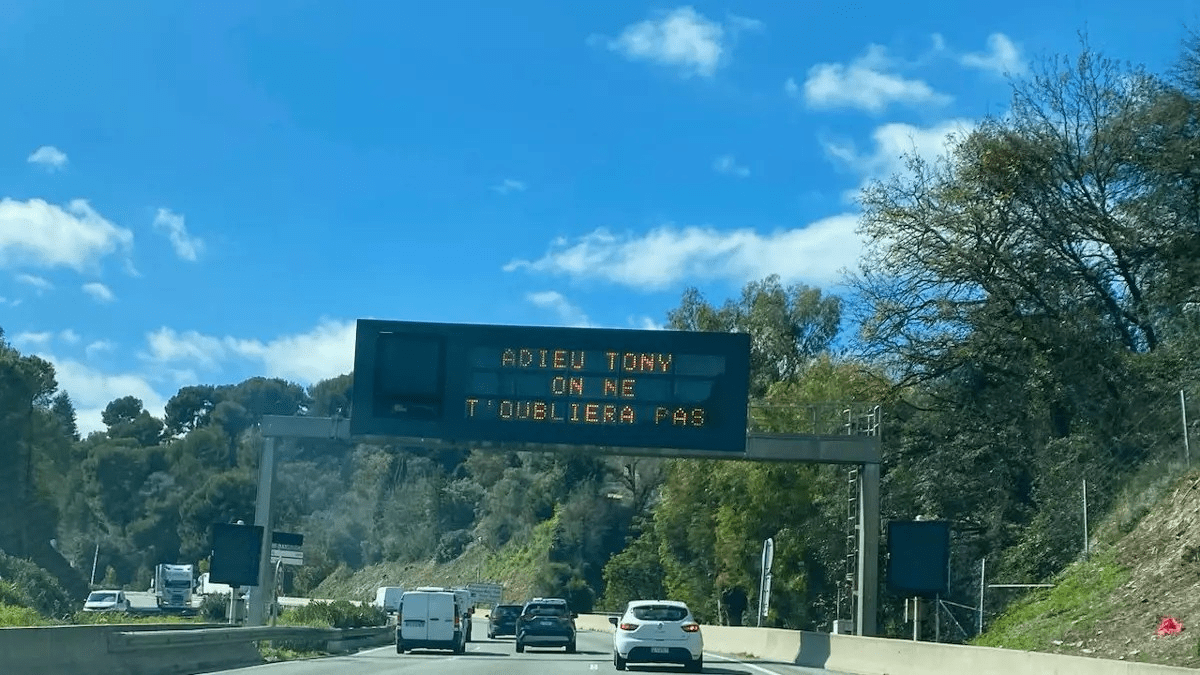 ADIEU TONY
ON NE
T'OUBLIERA PAS